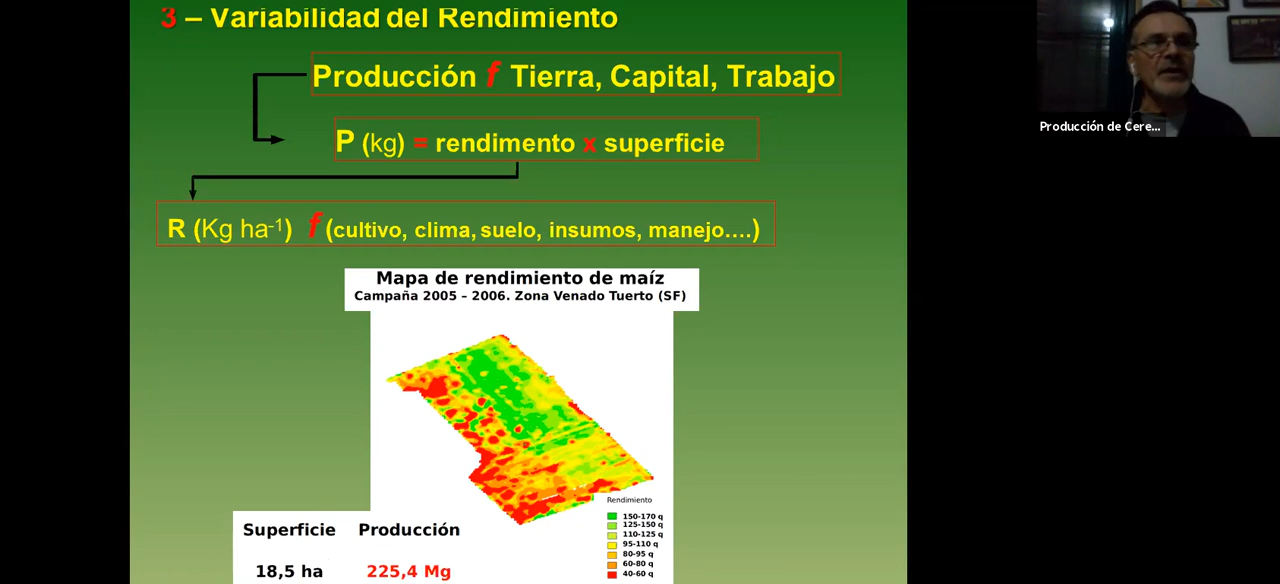 3 – Variabilidad del Rendimiento
Producción f Tierra, Capital, Trabajo
P (kg) = rendimento x superficie
R (Kg ha-1) f (cultivo, clima, suelo, insumos, manejo....)
Mapa de rendimiento de maíz
Campaña 2005 – 2006. Zona Venado Tuerto (SF)
Rendimiento
150-170 q
125-150 q
110-125 q
95-110 q
80-95 q
60-80 q
40-60 q
Superficie Producción
18,5 ha 225,4 Mg
Producción de Cere...